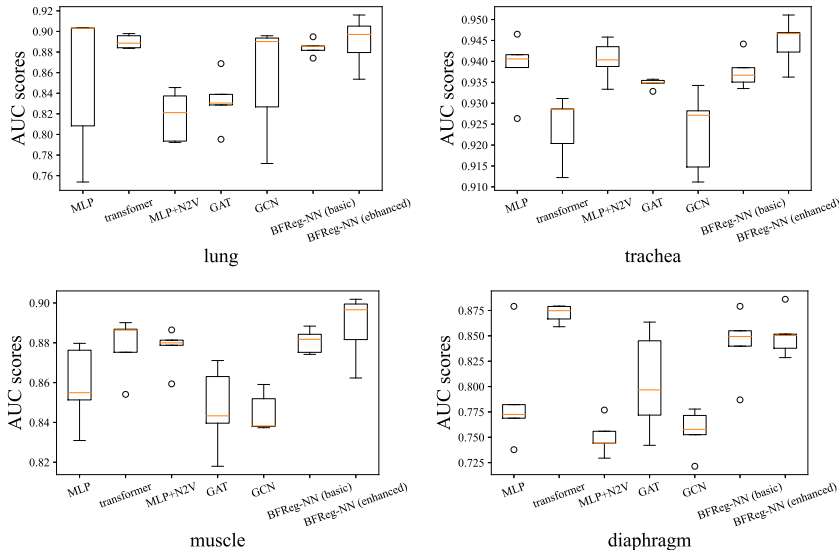 AUC scores
0.90
0.88
0.86
0.84
0.82
0.80
0.78
0.76
MLP
transfomer
MLP+N2V
GAT
GCN
BFReg-NN (basic)
BFReg-NN (ebhanced)
lung
AUC scores
0.950
0.945
0.940
0.935
0.930
0.925
0.920
0.915
0.910
MLP
transformer
MLP+N2V
GAT
GCN
BFReg-NN (basic)
BFReg-NN (enhanced)
trachea
AUC scores
0.90
0.88
0.86
0.84
0.82
MLP
transformer
MLP+N2V
GAT
GCN
BFReg-NN (basic)
BFReg-NN (enhanced)
muscle
AUC scores
0.875
0.850
0.825
0.800
0.775
0.750
0.725
MLP
transformer
MLP+N2V
GAT
GCN
BFReg-NN (basic)
BFReg-NN (enhanced)
diaphragm